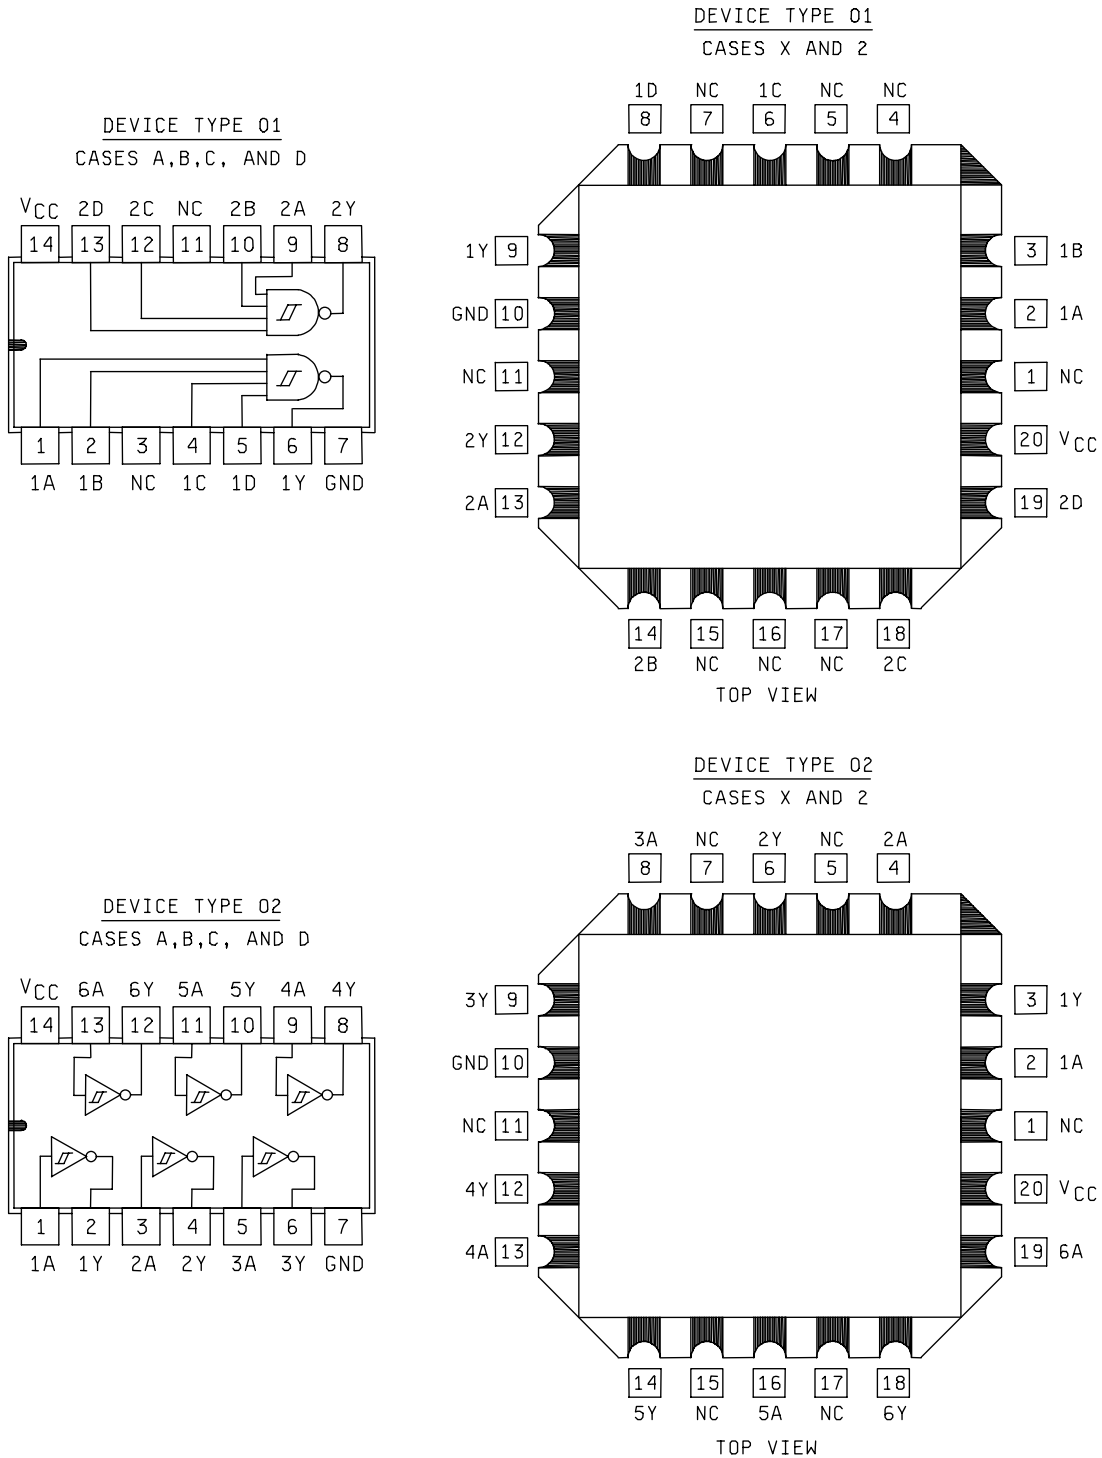 DEVICE TYPE 01
CASES X AND 2
1D NC 1C NC NC
8 7 6 5 4
1Y 9
3 1B
GND 10
2 1A
NC 11
1 NC
2Y 12
20 VCC
2A 13
19 2D
14 15 16 17 18
2B NC NC NC 2C
TOP VIEW
DEVICE TYPE 01
CASES A,B,C, AND D
VCC 2D 2C NC 2B 2A 2Y
14 13 12 11 10 9 8
1 2 3 4 5 6 7
1A 1B NC 1C 1D 1Y GND
DEVICE TYPE 02
CASES X AND 2
3A NC 2Y NC 2A
8 7 6 5 4
3Y 9
3 1Y
GND 10
2 1A
NC 11
1 NC
4Y 12
20 VCC
4A 13
19 6A
14 15 16 17 18
5Y NC 5A NC 6Y
TOP VIEW
DEVICE TYPE 02
CASES A,B,C, AND D
VCC 6A 6Y 5A 5Y 4A 4Y
14 13 12 11 10 9 8
1 2 3 4 5 6 7
1A 1Y 2A 2Y 3A 3Y GND